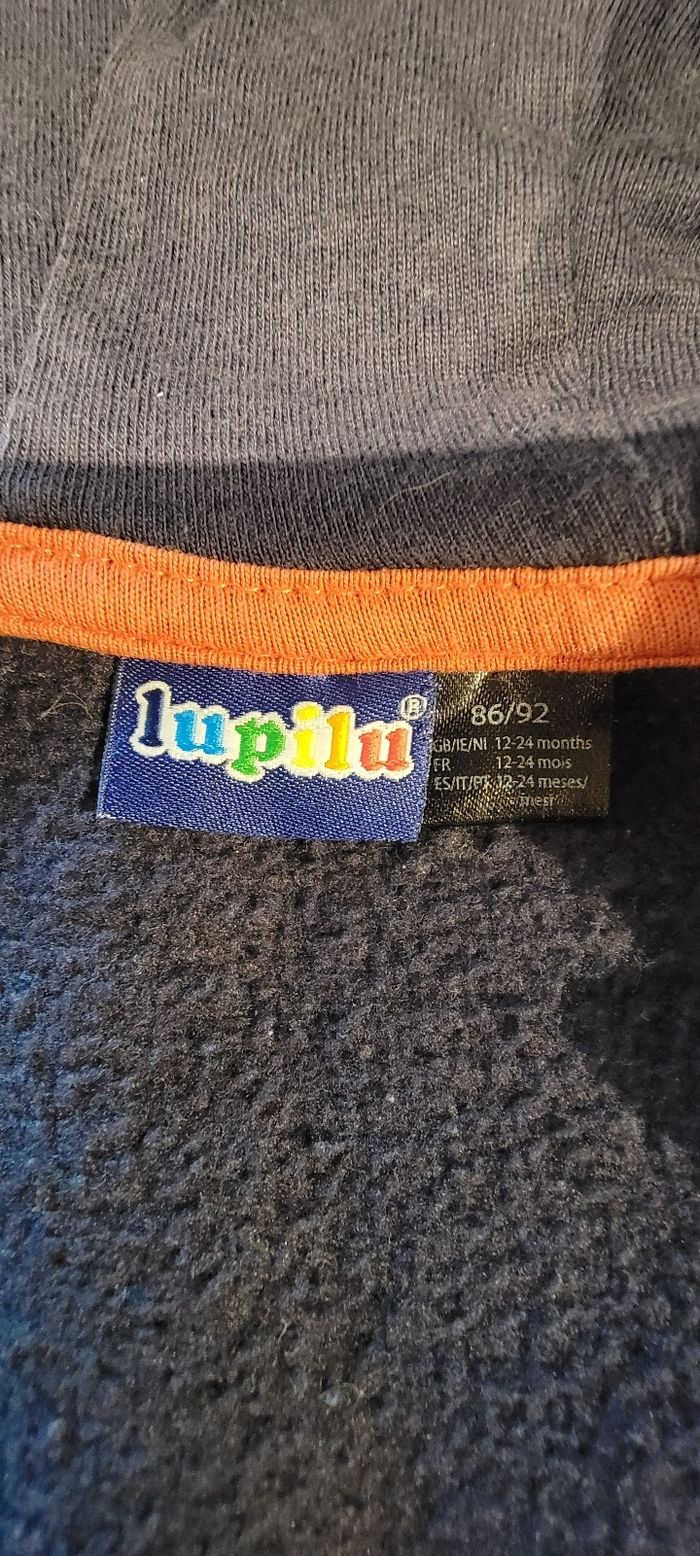 lupilu®
86/92
GB/IE/NI 12-24 months
FR 12-24 mois
ES/IT/PT 12-24 meses/
mesi